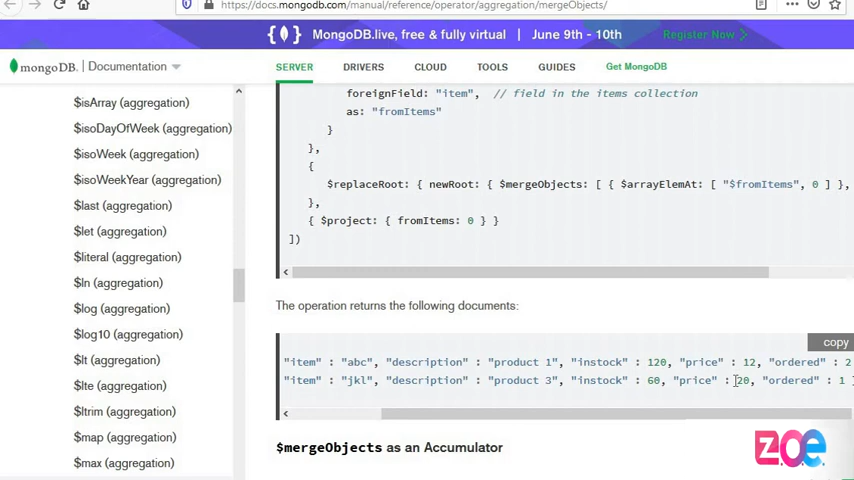 https://docs.mongodb.com/manual/reference/operator/aggregation/mergeObjects/
MongoDB.live, free & fully virtual | June 9th - 10th
Register Now >
mongoDB. | Documentation
SERVER
DRIVERS
CLOUD
TOOLS
GUIDES
Get MongoDB
$isArray (aggregation)
$isoDayOfWeek (aggregation)
$isoWeek (aggregation)
$isoWeekYear (aggregation)
$last (aggregation)
$let (aggregation)
$literal (aggregation)
$ln (aggregation)
$log (aggregation)
$log10 (aggregation)
$lt (aggregation)
$lte (aggregation)
$ltrim (aggregation)
$map (aggregation)
$max (aggregation)
foreignField: "item", // field in the items collection
as: "fromItems"
}
},
{
$replaceRoot: { newRoot: { $mergeObjects: [ { $arrayElemAt: [ "$fromItems", 0 ] },
},
{ $project: { fromItems: 0 } }
])
The operation returns the following documents:
copy
"item" : "abc", "description" : "product 1", "instock" : 120, "price" : 12, "ordered" : 2
"item" : "jkl", "description" : "product 3", "instock" : 60, "price" : 20, "ordered" : 1 }
$mergeObjects as an Accumulator
zoe